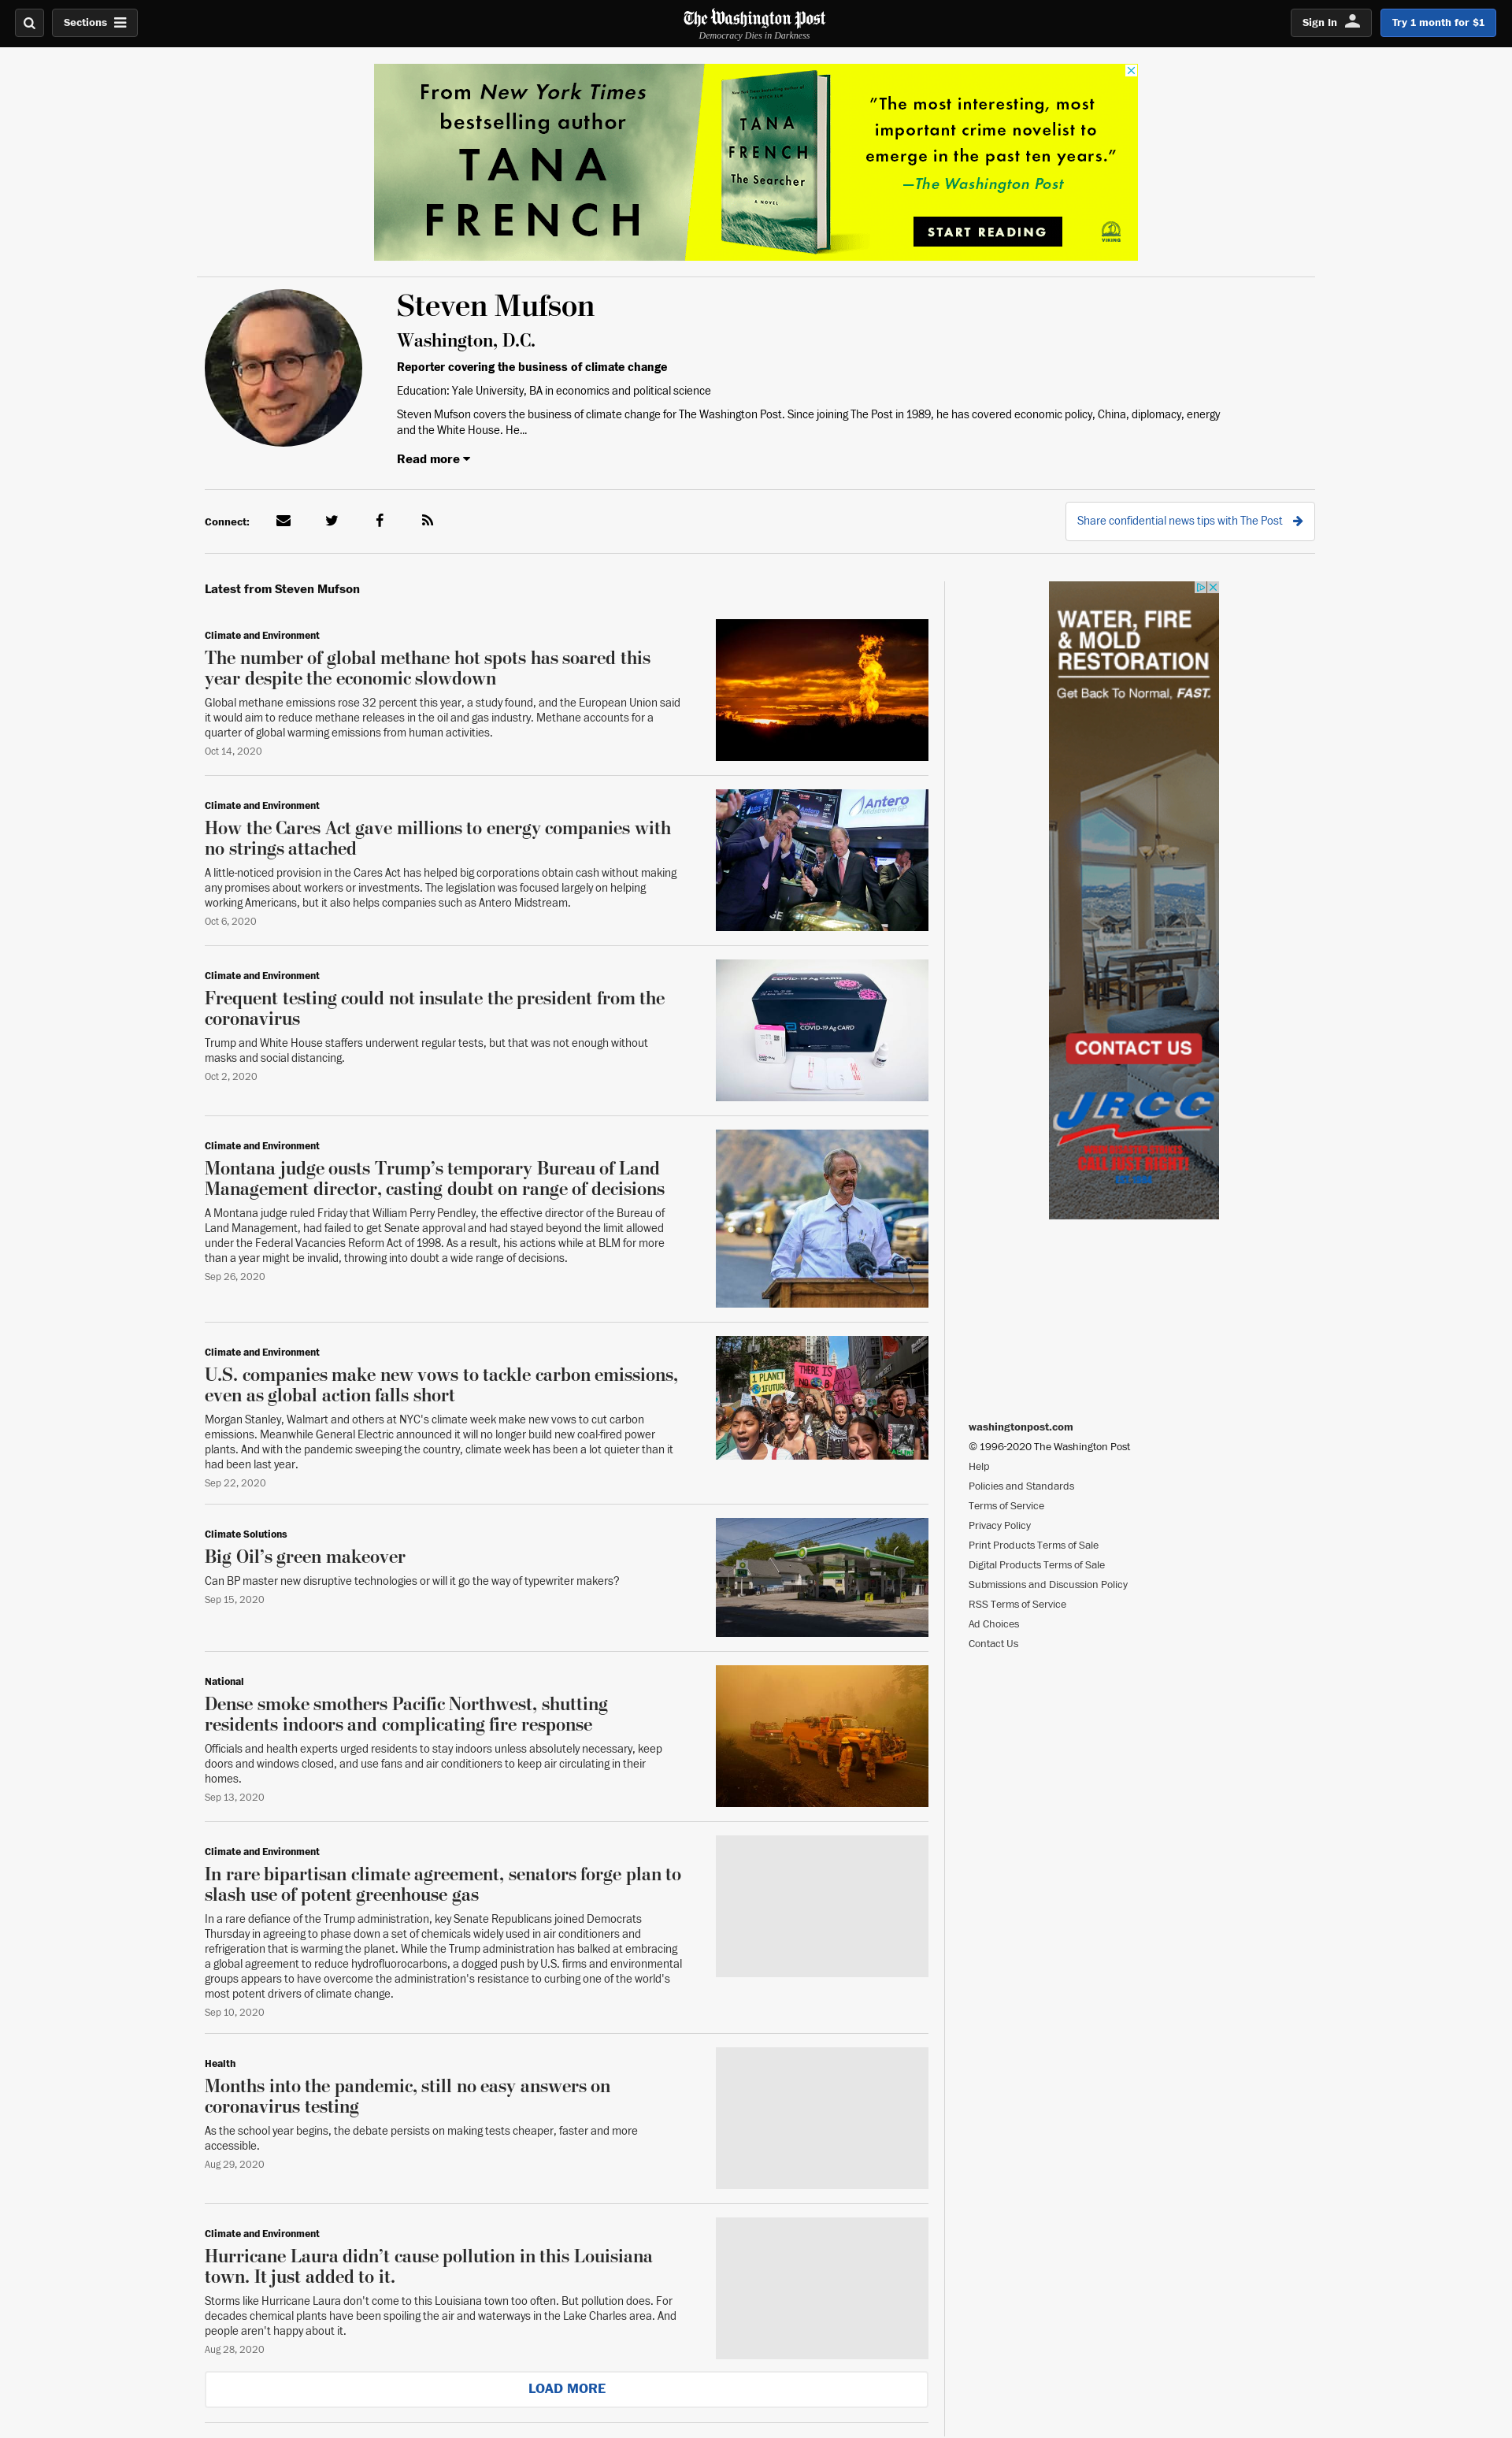 Sections
The Washington Post
Democracy Dies in Darkness
Sign In
Try 1 month for $1
From New York Times
bestselling author
TANA
FRENCH
TANA
FRENCH
The Searcher
A NOVEL
"The most interesting, most
important crime novelist to
emerge in the past ten years."
—The Washington Post
START READING
VIKING
Steven Mufson
Washington, D.C.
Reporter covering the business of climate change
Education: Yale University, BA in economics and political science
Steven Mufson covers the business of climate change for The Washington Post. Since joining The Post in 1989, he has covered economic policy, China, diplomacy, energy
and the White House. He...
Read more
Connect:
Share confidential news tips with The Post
Latest from Steven Mufson
Climate and Environment
The number of global methane hot spots has soared this
year despite the economic slowdown
Global methane emissions rose 32 percent this year, a study found, and the European Union said
it would aim to reduce methane releases in the oil and gas industry. Methane accounts for a
quarter of global warming emissions from human activities.
Oct 14, 2020
Climate and Environment
How the Cares Act gave millions to energy companies with
no strings attached
A little-noticed provision in the Cares Act has helped big corporations obtain cash without making
any promises about workers or investments. The legislation was focused largely on helping
working Americans, but it also helps companies such as Antero Midstream.
Oct 6, 2020
Antero
Climate and Environment
Frequent testing could not insulate the president from the
coronavirus
Trump and White House staffers underwent regular tests, but that was not enough without
masks and social distancing.
Oct 2, 2020
COVID-19 Ag CARD
COVID-19 Ag CARD
Climate and Environment
Montana judge ousts Trump's temporary Bureau of Land
Management director, casting doubt on range of decisions
A Montana judge ruled Friday that William Perry Pendley, the effective director of the Bureau of
Land Management, had failed to get Senate approval and had stayed beyond the limit allowed
under the Federal Vacancies Reform Act of 1998. As a result, his actions while at BLM for more
than a year might be invalid, throwing into doubt a wide range of decisions.
Sep 26, 2020
Climate and Environment
U.S. companies make new vows to tackle carbon emissions,
even as global action falls short
Morgan Stanley, Walmart and others at NYC's climate week make new vows to cut carbon
emissions. Meanwhile General Electric announced it will no longer build new coal-fired power
plants. And with the pandemic sweeping the country, climate week has been a lot quieter than it
had been last year.
Sep 22, 2020
1 PLANET
1 FUTURE
THERE IS
NO
B
Climate Solutions
Big Oil's green makeover
Can BP master new disruptive technologies or will it go the way of typewriter makers?
Sep 15, 2020
National
Dense smoke smothers Pacific Northwest, shutting
residents indoors and complicating fire response
Officials and health experts urged residents to stay indoors unless absolutely necessary, keep
doors and windows closed, and use fans and air conditioners to keep air circulating in their
homes.
Sep 13, 2020
Climate and Environment
In rare bipartisan climate agreement, senators forge plan to
slash use of potent greenhouse gas
In a rare defiance of the Trump administration, key Senate Republicans joined Democrats
Thursday in agreeing to phase down a set of chemicals widely used in air conditioners and
refrigeration that is warming the planet. While the Trump administration has balked at embracing
a global agreement to reduce hydrofluorocarbons, a dogged push by U.S. firms and environmental
groups appears to have overcome the administration's resistance to curbing one of the world's
most potent drivers of climate change.
Sep 10, 2020
Health
Months into the pandemic, still no easy answers on
coronavirus testing
As the school year begins, the debate persists on making tests cheaper, faster and more
accessible.
Aug 29, 2020
Climate and Environment
Hurricane Laura didn't cause pollution in this Louisiana
town. It just added to it.
Storms like Hurricane Laura don't come to this Louisiana town too often. But pollution does. For
decades chemical plants have been spoiling the air and waterways in the Lake Charles area. And
people aren't happy about it.
Aug 28, 2020
LOAD MORE
WATER, FIRE
& MOLD
RESTORATION
Get Back To Normal, FAST.
CONTACT US
JRCC
CALL JUST RIGHT!
washingtonpost.com
© 1996-2020 The Washington Post
Help
Policies and Standards
Terms of Service
Privacy Policy
Print Products Terms of Sale
Digital Products Terms of Sale
Submissions and Discussion Policy
RSS Terms of Service
Ad Choices
Contact Us